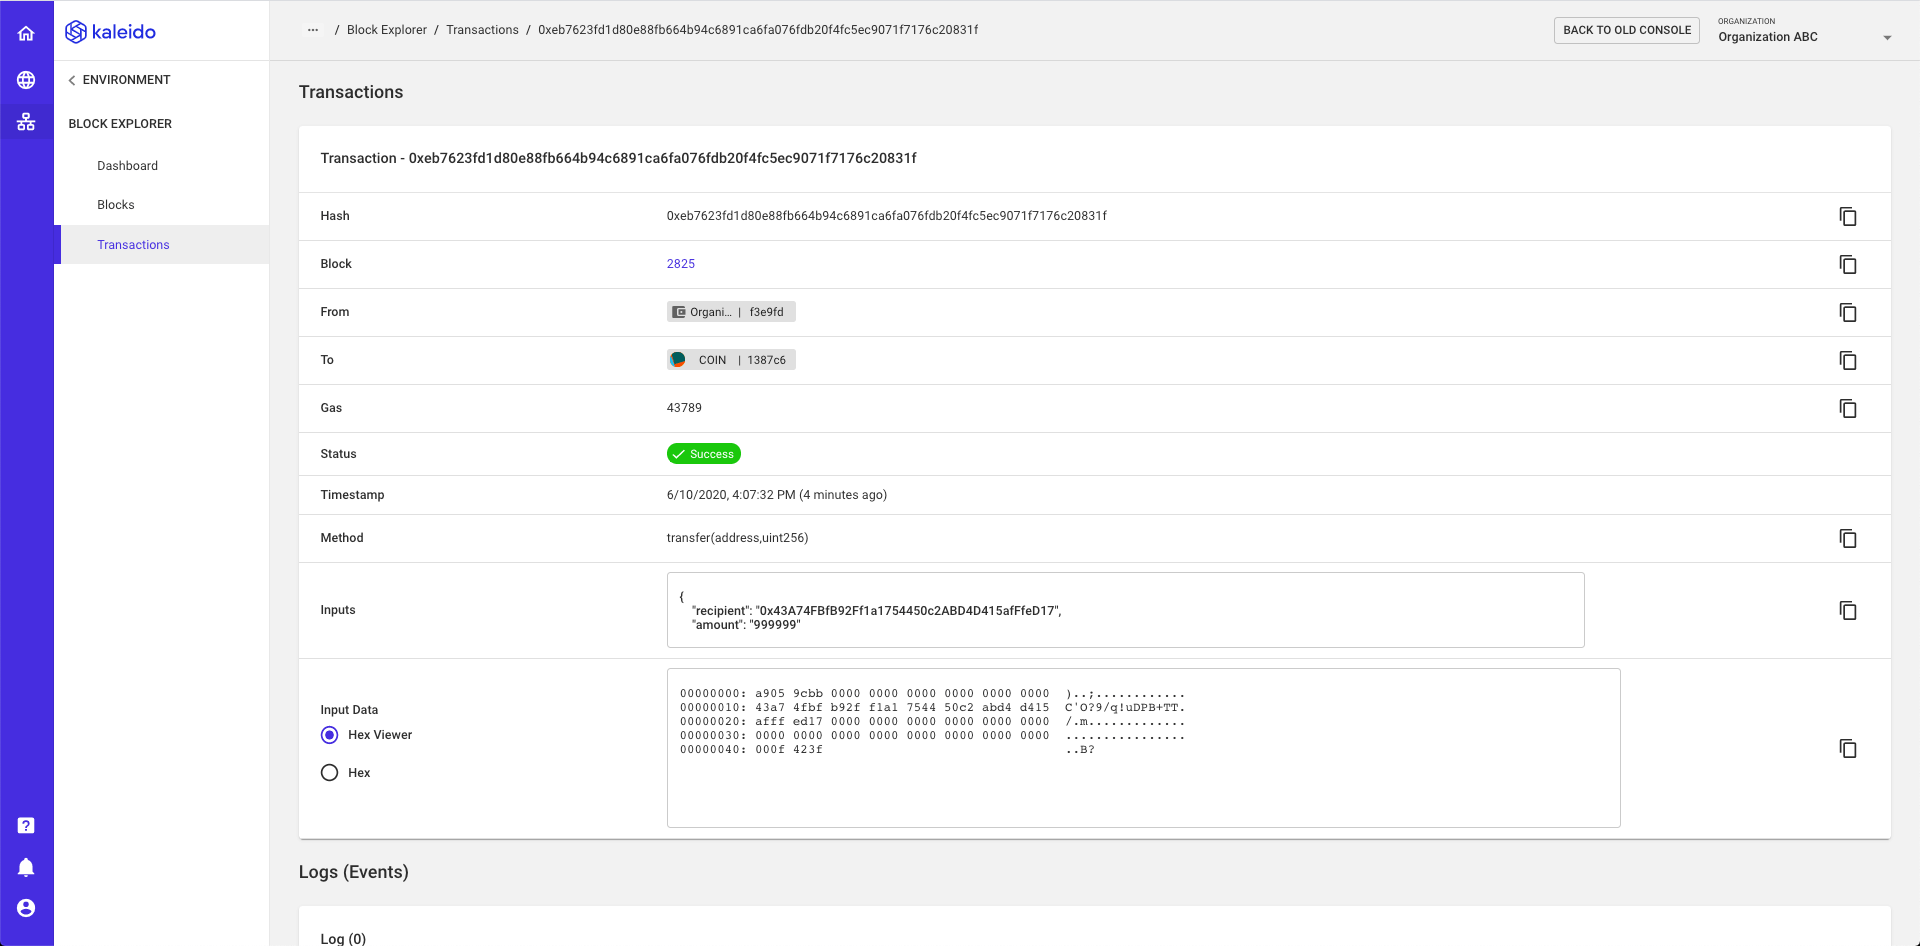 kaleido
··· / Block Explorer / Transactions / 0xeb7623fd1d80e88fb664b94c6891ca6fa076fdb20f4fc5ec9071f7176c20831f
BACK TO OLD CONSOLE
ORGANIZATION
Organization ABC
ENVIRONMENT
BLOCK EXPLORER
Dashboard
Blocks
Transactions
Transactions
Transaction - 0xeb7623fd1d80e88fb664b94c6891ca6fa076fdb20f4fc5ec9071f7176c20831f
Hash 0xeb7623fd1d80e88fb664b94c6891ca6fa076fdb20f4fc5ec9071f7176c20831f
Block 2825
From Organi... | f3e9fd
To COIN | 1387c6
Gas 43789
Status Success
Timestamp 6/10/2020, 4:07:32 PM (4 minutes ago)
Method transfer(address,uint256)
Inputs
{
"recipient": "0x43A74FBfB92Ff1a1754450c2ABD4D415afFfeD17",
"amount": "999999"
Input Data
Hex Viewer
Hex
00000000: a905 9cbb 0000 0000 0000 0000 0000 0000 )..;............
00000010: 43a7 4fbf b92f f1a1 7544 50c2 abd4 d415 C'O?9/q!uDPB+TT.
00000020: afff ed17 0000 0000 0000 0000 0000 0000 /.m.............
00000030: 0000 0000 0000 0000 0000 0000 0000 0000 ................
00000040: 000f 423f ..B?
Logs (Events)
Log (0)